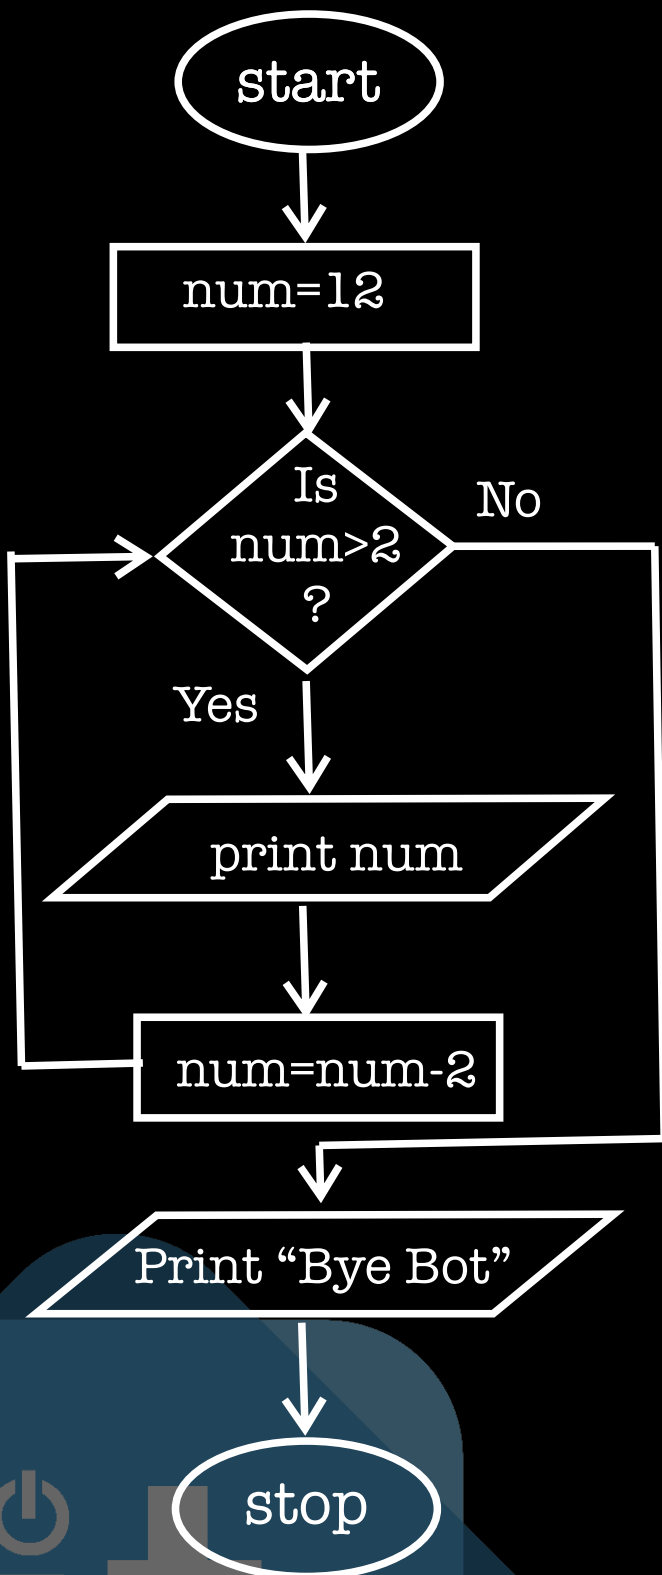 start
num=12
Is
num>2
?
No
Yes
print num
num=num-2
Print “Bye Bot”
stop